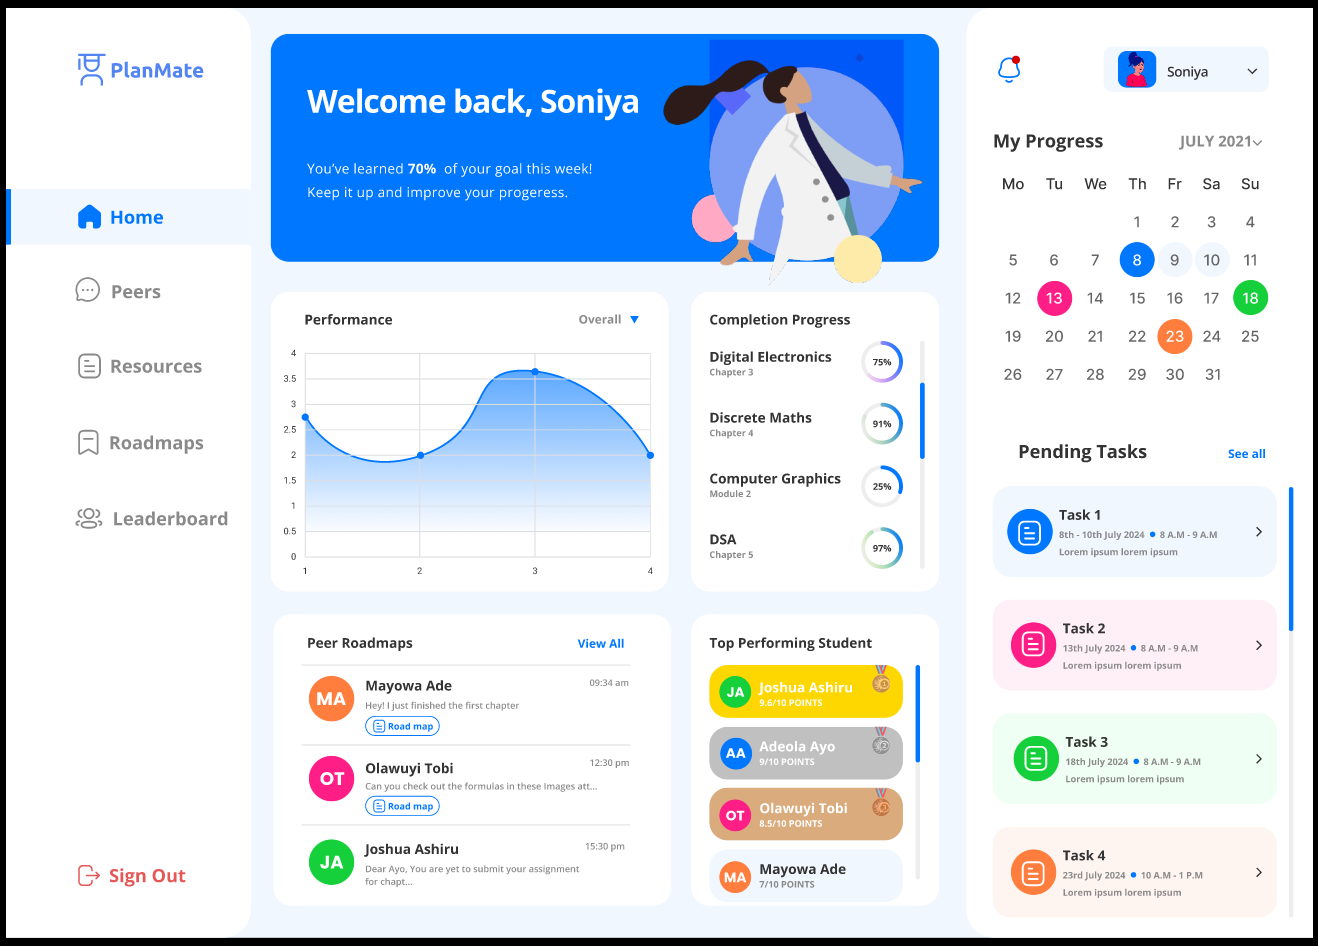 PlanMate
Home
Peers
Resources
Roadmaps
Leaderboard
Sign Out
Welcome back, Soniya
You've learned 70% of your goal this week!
Keep it up and improve your progeress.
Performance
Overall
4
3.5
3
2.5
2
1.5
1
0.5
0
1 2 3 4
Completion Progress
Digital Electronics
Chapter 3
75%
Discrete Maths
Chapter 4
91%
Computer Graphics
Module 2
25%
DSA
Chapter 5
97%
Peer Roadmaps
View All
MA
Mayowa Ade
09:34 am
Hey! I just finished the first chapter
Road map
OT
Olawuyi Tobi
12:30 pm
Can you check out the formulas in these Images att...
Road map
JA
Joshua Ashiru
15:30 pm
Dear Ayo, You are yet to submit your assignment
for chapt...
Top Performing Student
JA
Joshua Ashiru
9.6/10 POINTS
1
AA
Adeola Ayo
9/10 POINTS
2
OT
Olawuyi Tobi
8.5/10 POINTS
3
MA
Mayowa Ade
7/10 POINTS
Soniya
My Progress
JULY 2021
Mo Tu We Th Fr Sa Su
1 2 3 4
5 6 7 8 9 10 11
12 13 14 15 16 17 18
19 20 21 22 23 24 25
26 27 28 29 30 31
Pending Tasks
See all
Task 1
8th - 10th July 2024 • 8 A.M - 9 A.M
Lorem ipsum lorem ipsum
Task 2
13th July 2024 • 8 A.M - 9 A.M
Lorem ipsum lorem ipsum
Task 3
18th July 2024 • 8 A.M - 9 A.M
Lorem ipsum lorem ipsum
Task 4
23rd July 2024 • 10 A.M - 1 P.M
Lorem ipsum lorem ipsum